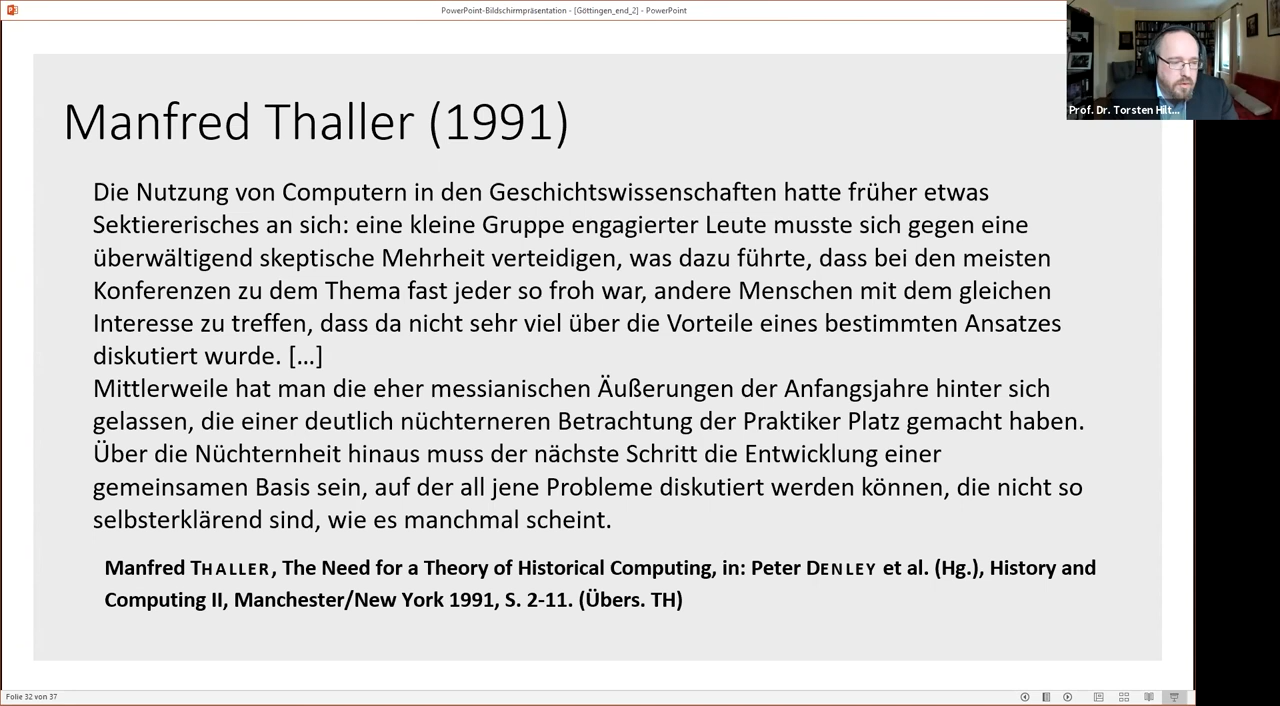 PowerPoint-Bildschirmpräsentation - [Göttingen_end_2] - PowerPoint
Prof. Dr. Torsten Hilt...
Manfred Thaller (1991)
Die Nutzung von Computern in den Geschichtswissenschaften hatte früher etwas
Sektiererisches an sich: eine kleine Gruppe engagierter Leute musste sich gegen eine
überwältigend skeptische Mehrheit verteidigen, was dazu führte, dass bei den meisten
Konferenzen zu dem Thema fast jeder so froh war, andere Menschen mit dem gleichen
Interesse zu treffen, dass da nicht sehr viel über die Vorteile eines bestimmten Ansatzes
diskutiert wurde. […]
Mittlerweile hat man die eher messianischen Äußerungen der Anfangsjahre hinter sich
gelassen, die einer deutlich nüchterneren Betrachtung der Praktiker Platz gemacht haben.
Über die Nüchternheit hinaus muss der nächste Schritt die Entwicklung einer
gemeinsamen Basis sein, auf der all jene Probleme diskutiert werden können, die nicht so
selbsterklärend sind, wie es manchmal scheint.
Manfred THALLER, The Need for a Theory of Historical Computing, in: Peter DENLEY et al. (Hg.), History and
Computing II, Manchester/New York 1991, S. 2-11. (Übers. TH)
Folie 32 von 37